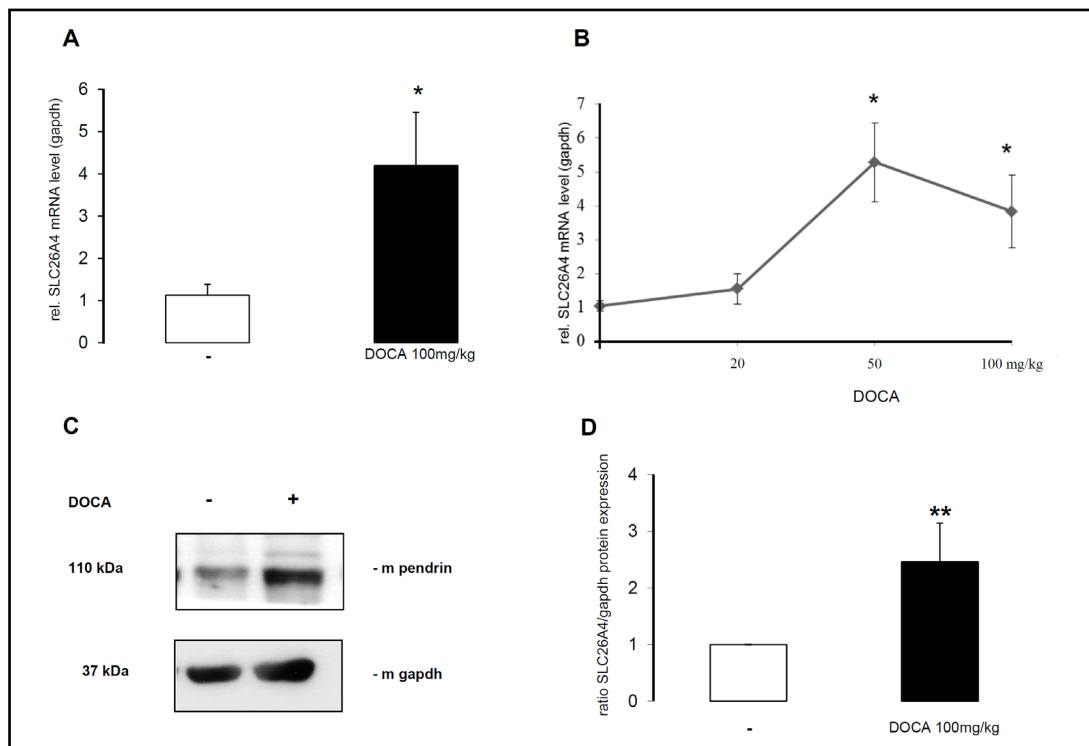 A
rel. SLC26A4 mRNA level (gapdh)
6
5
4
3
2
1
0
*
-
DOCA 100mg/kg
B
rel. SLC26A4 mRNA level (gapdh)
7
6
5
4
3
2
1
0
*
*
20
50
100 mg/kg
DOCA
C
DOCA - +
110 kDa - m pendrin
37 kDa - m gapdh
D
ratio SLC26A4/gapdh protein expression
4
3
2
1
0
**
-
DOCA 100mg/kg